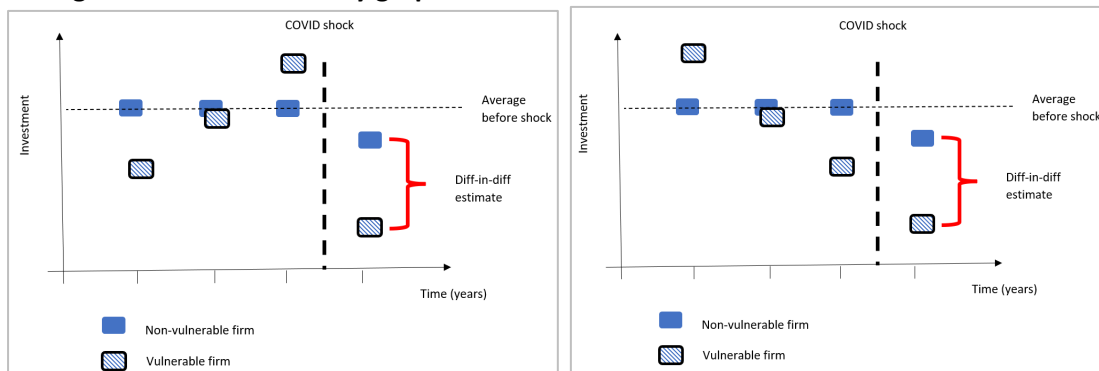 COVID shock
Investment
Average
before shock
Diff-in-diff
estimate
Time (years)
Non-vulnerable firm
Vulnerable firm
COVID shock
Investment
Average
before shock
Diff-in-diff
estimate
Time (years)
Non-vulnerable firm
Vulnerable firm